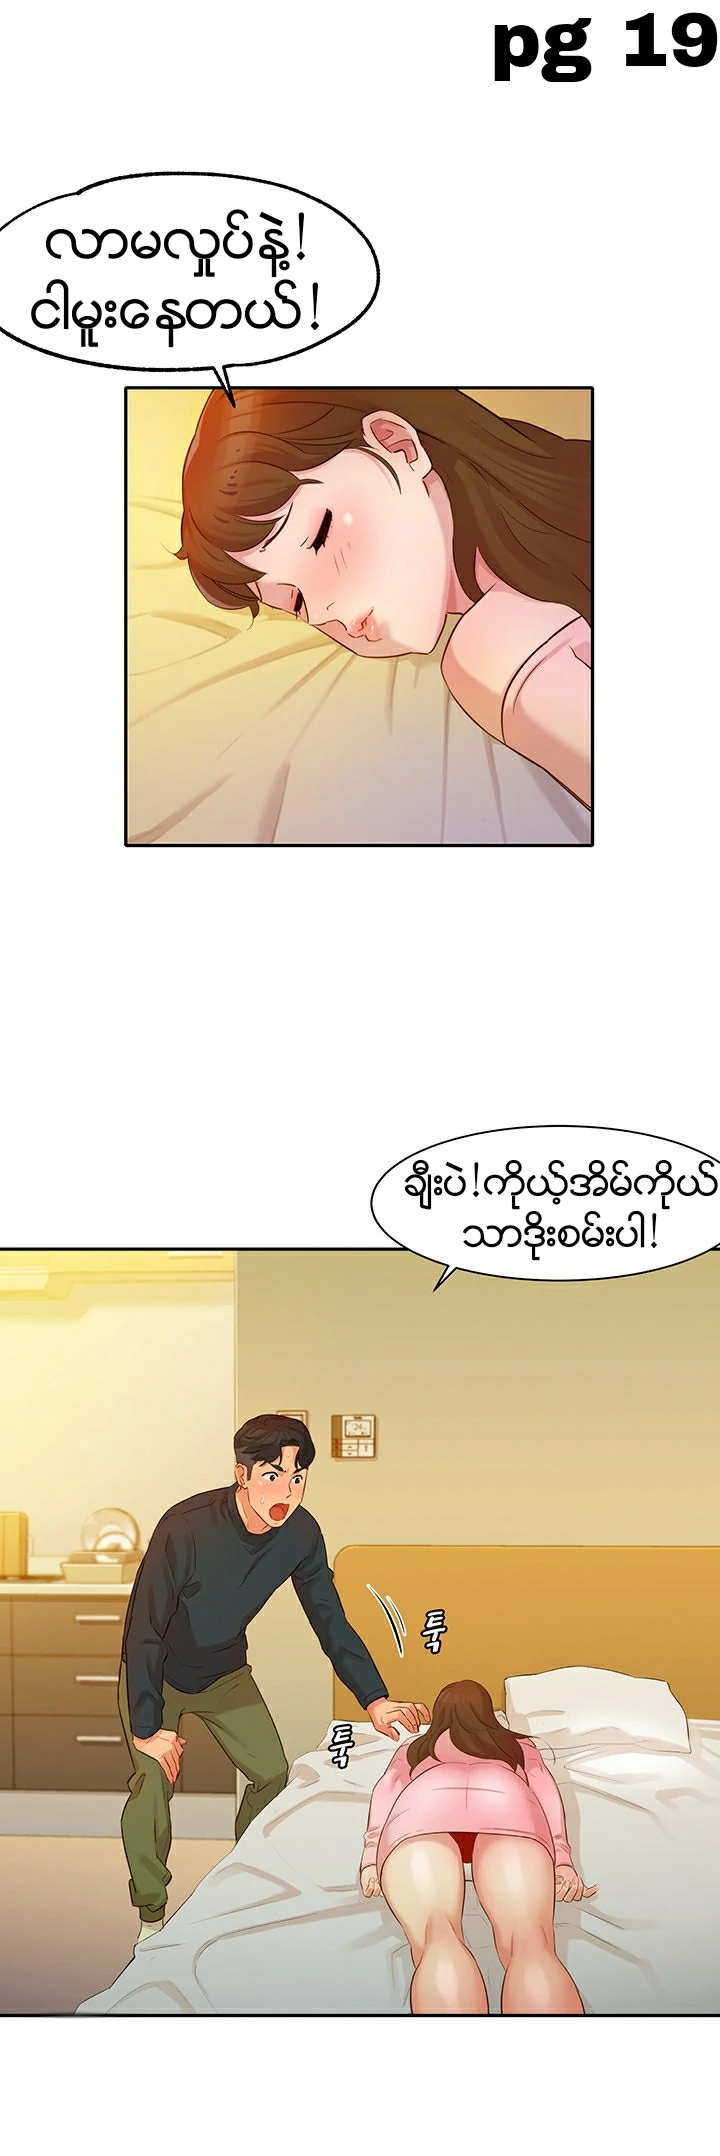 pg 19
လာမလှုပ်နဲ့!
ငါမူးနေတယ်!
ချီးပဲ!ကိုယ့်အိမ်ကိုယ်
သာဒိုးစမ်းပါ!
24
툭
툭